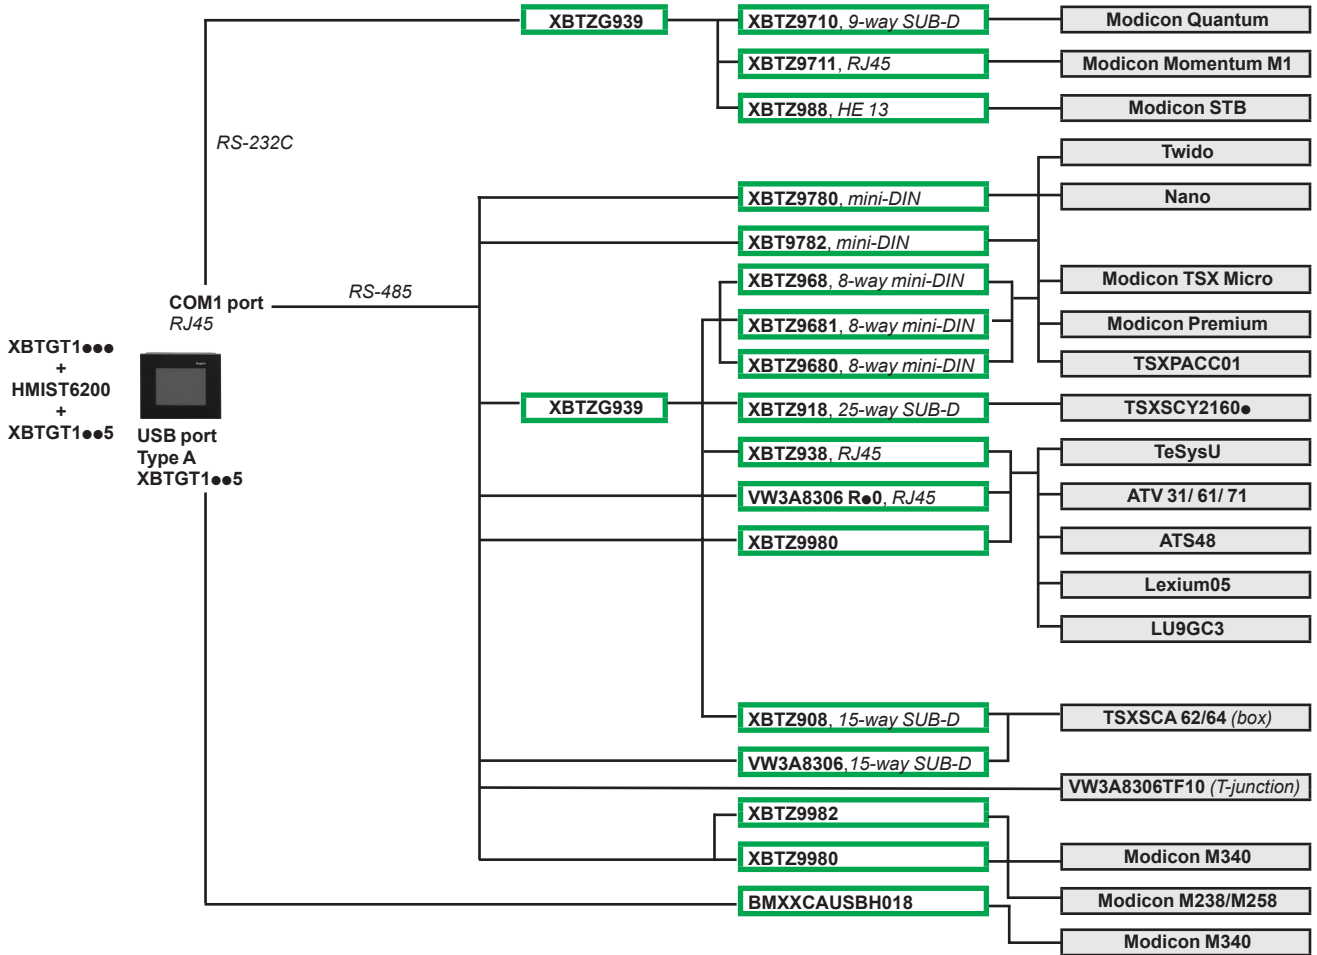 XBTZG939
XBTZ9710, 9-way SUB-D
Modicon Quantum
XBTZ9711, RJ45
Modicon Momentum M1
XBTZ988, HE 13
Modicon STB
RS-232C
Twido
XBTZ9780, mini-DIN
Nano
XBT9782, mini-DIN
XBTZ968, 8-way mini-DIN
Modicon TSX Micro
RS-485
COM1 port
RJ45
XBTZ9681, 8-way mini-DIN
Modicon Premium
XBTGT1●●●
+
HMIST6200
+
XBTGT1●●5
XBTZ9680, 8-way mini-DIN
TSXPACC01
XBTZG939
XBTZ918, 25-way SUB-D
TSXSCY2160●
USB port
Type A
XBTGT1●●5
XBTZ938, RJ45
TeSysU
VW3A8306 R●0, RJ45
ATV 31/ 61/ 71
XBTZ9980
ATS48
Lexium05
LU9GC3
XBTZ908, 15-way SUB-D
TSXSCA 62/64 (box)
VW3A8306,15-way SUB-D
VW3A8306TF10 (T-junction)
XBTZ9982
XBTZ9980
Modicon M340
BMXXCAUSBH018
Modicon M238/M258
Modicon M340